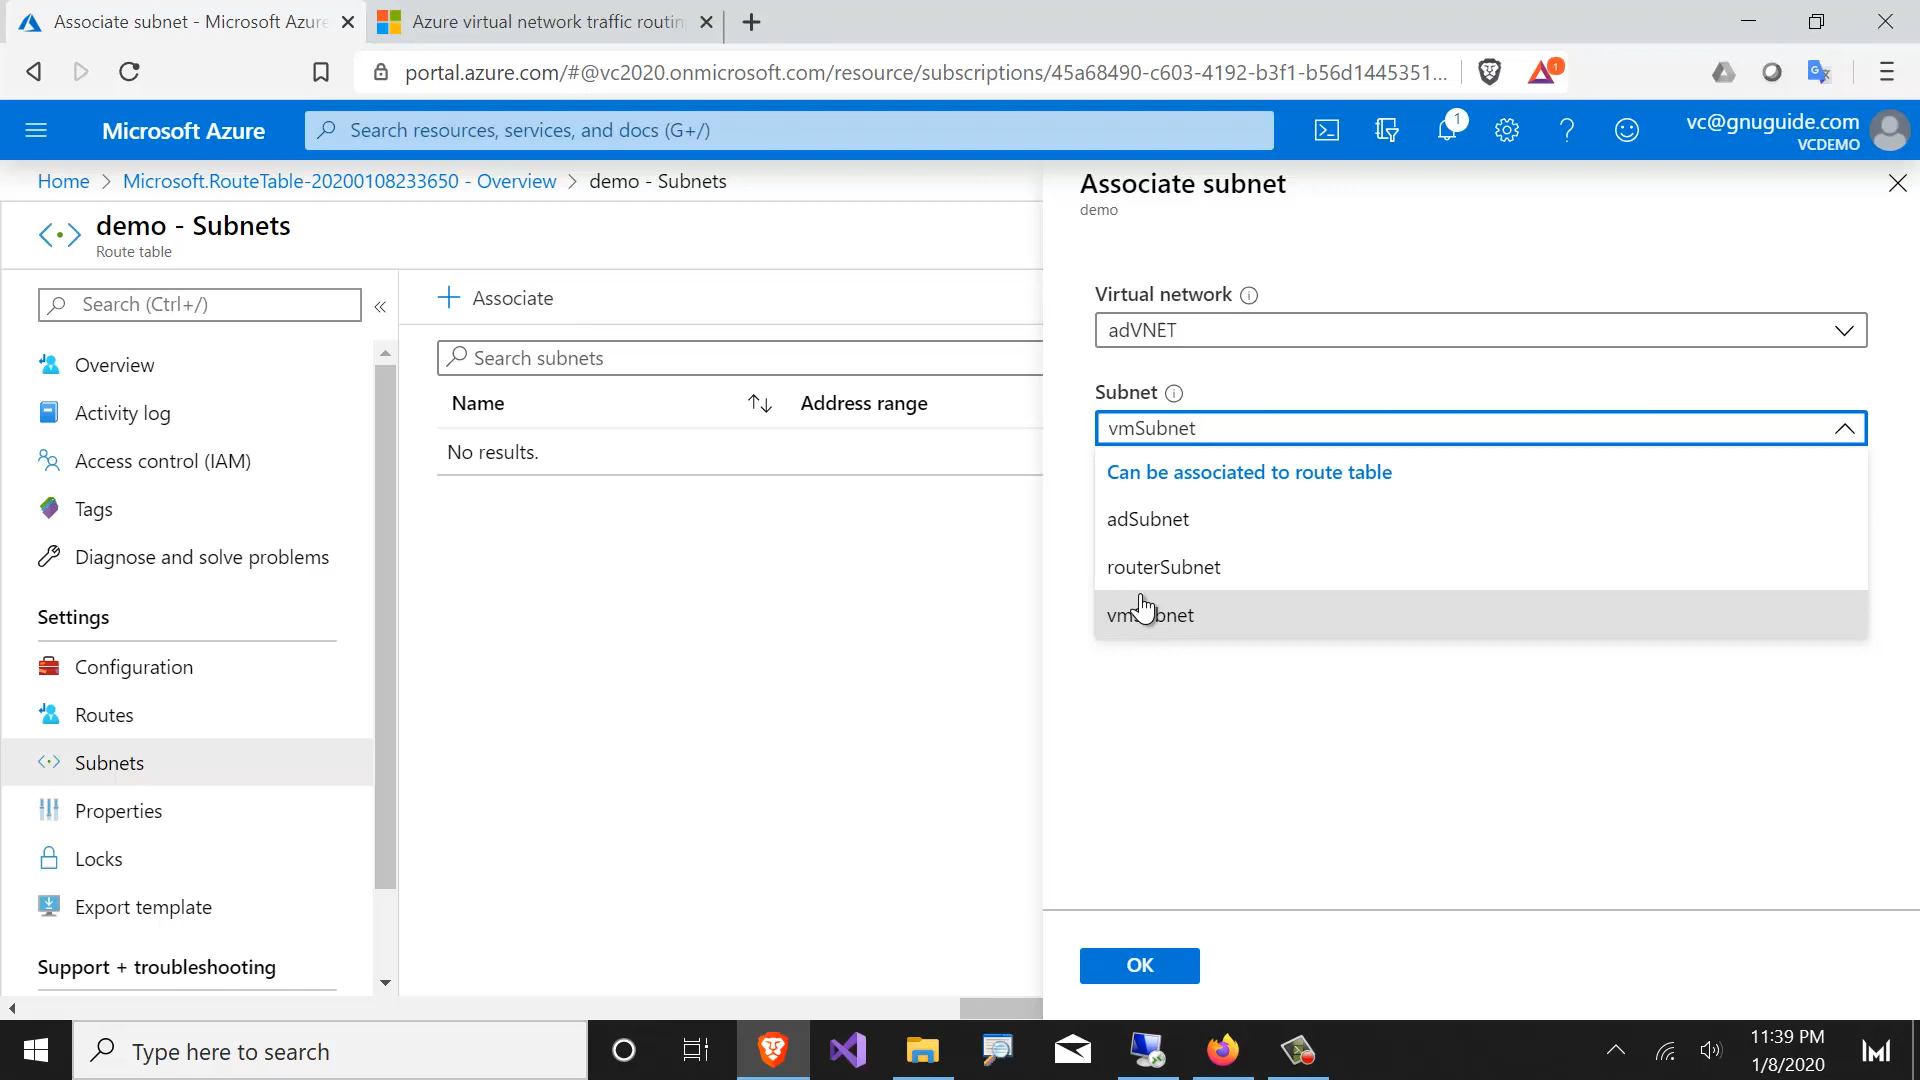 Associate subnet - Microsoft Azure
Azure virtual network traffic routin
portal.azure.com/#@vc2020.onmicrosoft.com/resource/subscriptions/45a68490-c603-4192-b3f1-b56d1445351...
1
Microsoft Azure
Search resources, services, and docs (G+/)
1
vc@gnuguide.com
VCDEMO
Home > Microsoft.RouteTable-20200108233650 - Overview > demo - Subnets
demo - Subnets
Route table
Search (Ctrl+/)
Overview
Activity log
Access control (IAM)
Tags
Diagnose and solve problems
Settings
Configuration
Routes
Subnets
Properties
Locks
Export template
Support + troubleshooting
Associate
Search subnets
Name
Address range
No results.
Associate subnet
demo
Virtual network
adVNET
Subnet
vmSubnet
Can be associated to route table
adSubnet
routerSubnet
vmSubnet
OK
Type here to search
11:39 PM
1/8/2020